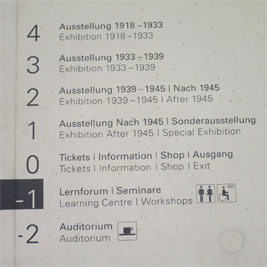 4 Ausstellung 1918–1933
Exhibition 1918–1933
3 Ausstellung 1933–1939
Exhibition 1933–1939
2 Ausstellung 1939–1945 | Nach 1945
Exhibition 1939–1945 | After 1945
1 Ausstellung Nach 1945 | Sonderausstellung
Exhibition After 1945 | Special Exhibition
0 Tickets | Information | Shop | Ausgang
Tickets | Information | Shop | Exit
-1 Lernforum | Seminare
Learning Centre | Workshops WC
-2 Auditorium
Auditorium